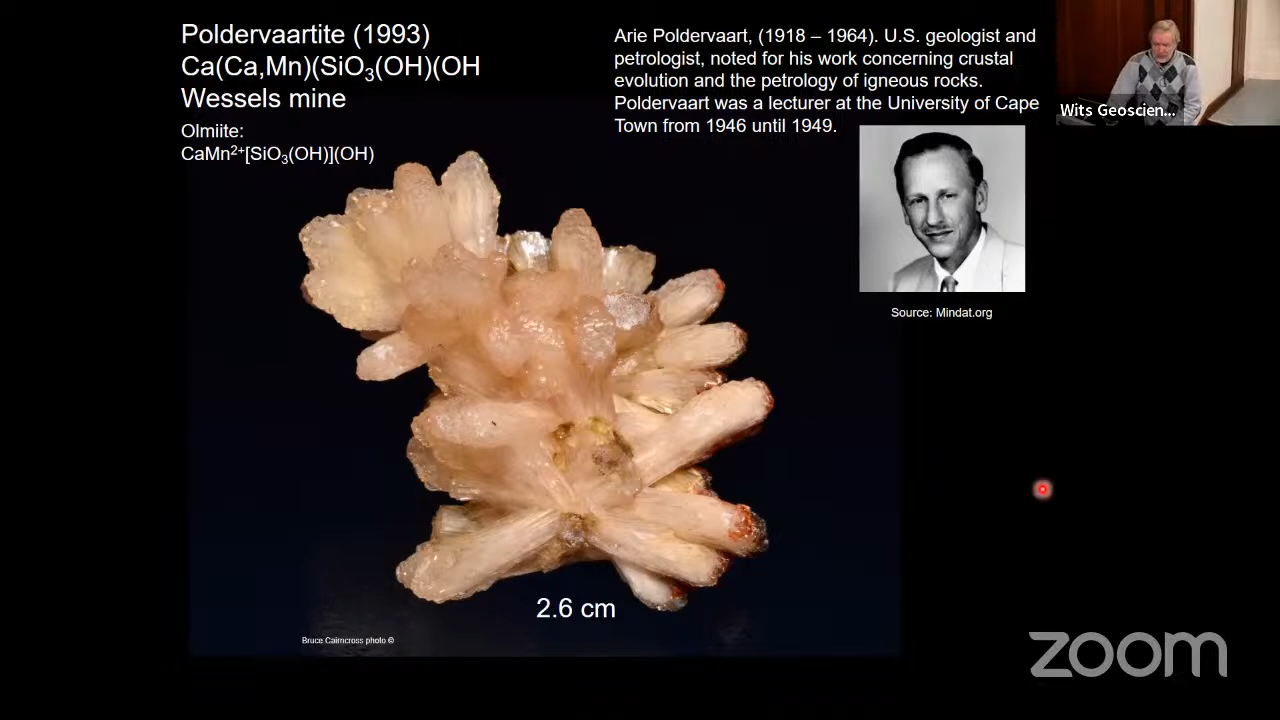 Poldervaartite (1993)
Ca(Ca,Mn)(SiO₃(OH)(OH
Wessels mine
Olmiite:
CaMn²⁺[SiO₃(OH)](OH)
Arie Poldervaart, (1918 – 1964). U.S. geologist and
petrologist, noted for his work concerning crustal
evolution and the petrology of igneous rocks.
Poldervaart was a lecturer at the University of Cape
Town from 1946 until 1949.
Wits Geoscien...
Source: Mindat.org
2.6 cm
Bruce Cairncross photo ©
zoom